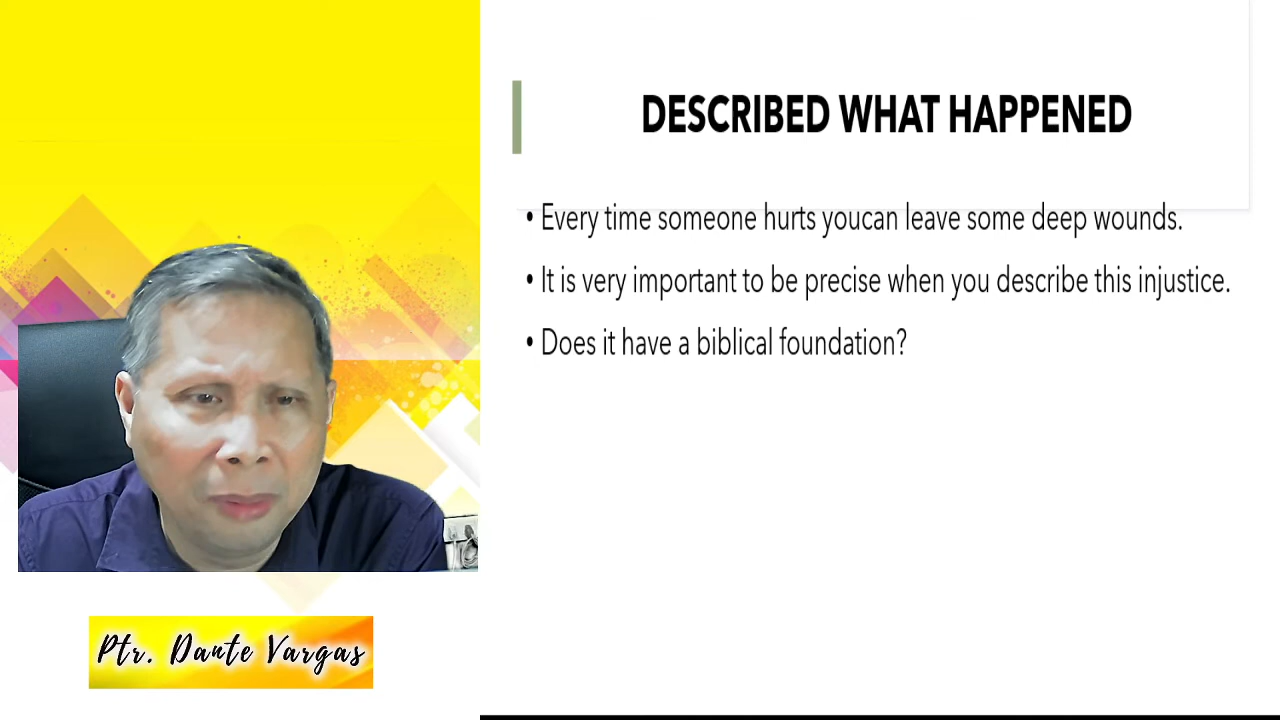 DESCRIBED WHAT HAPPENED
• Every time someone hurts youcan leave some deep wounds.
• It is very important to be precise when you describe this injustice.
• Does it have a biblical foundation?
Ptr. Dante Vargas